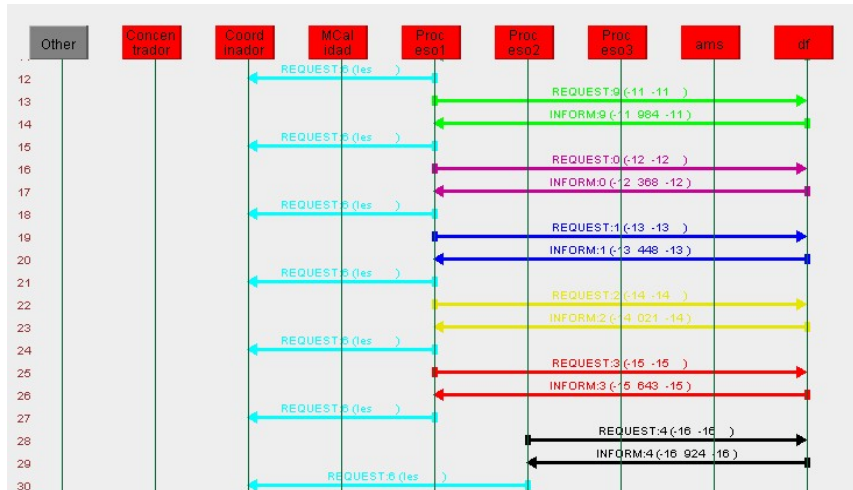 Other
Concen
trador
Coord
inador
MCal
idad
Proc
eso1
Proc
eso2
Proc
eso3
ams
df
12
REQUEST:6 (les )
13
REQUEST:9 (-11 -11 )
14
INFORM:9 (-11 984 -11)
15
REQUEST:6 (les )
16
REQUEST:0 (-12 -12 )
17
INFORM:0 (-12 368 -12)
18
REQUEST:6 (les )
19
REQUEST:1 (-13 -13 )
20
INFORM:1 (-13 448 -13)
21
REQUEST:6 (les )
22
REQUEST:2 (-14 -14 )
23
INFORM:2 (-14 021 -14)
24
REQUEST:6 (les )
25
REQUEST:3 (-15 -15 )
26
INFORM:3 (-15 643 -15)
27
REQUEST:6 (les )
28
REQUEST:4 (-16 -16 )
29
INFORM:4 (-16 924 -16)
30
REQUEST:6 (les )